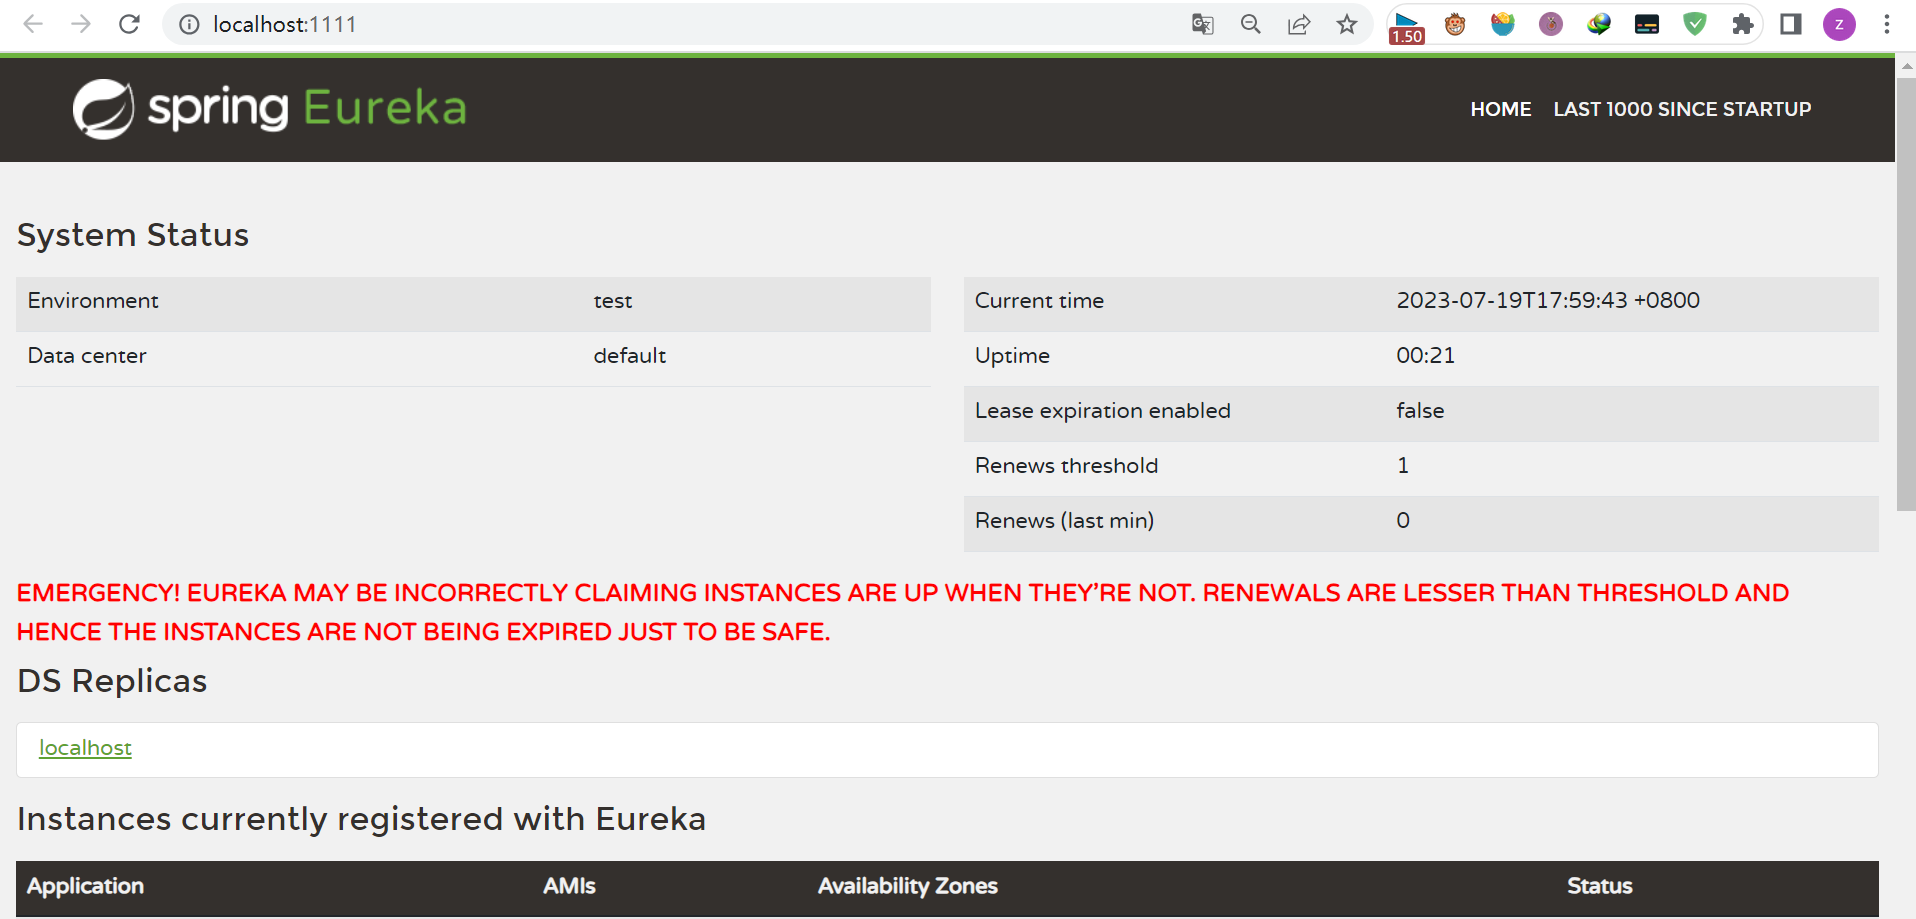 localhost:1111
1.50
z
spring Eureka
HOME LAST 1000 SINCE STARTUP
System Status
Environment test
Data center default
Current time 2023-07-19T17:59:43 +0800
Uptime 00:21
Lease expiration enabled false
Renews threshold 1
Renews (last min) 0
EMERGENCY! EUREKA MAY BE INCORRECTLY CLAIMING INSTANCES ARE UP WHEN THEY’RE NOT. RENEWALS ARE LESSER THAN THRESHOLD AND
HENCE THE INSTANCES ARE NOT BEING EXPIRED JUST TO BE SAFE.
DS Replicas
localhost
Instances currently registered with Eureka
Application AMIs Availability Zones Status